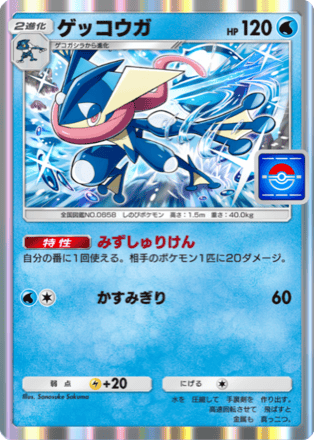 2進化
ゲッコウガ
HP 120
ゲコガシラから進化
全国図鑑NO.0658 しのびポケモン 高さ：1.5m 重さ：40.0kg
特性 みずしゅりけん
自分の番に1回使える。相手のポケモン1匹に20ダメージ。
かすみぎり 60
弱点 +20 にげる
Illus. Sanosuke Sakuma
水を 圧縮して 手裏剣を 作り出す。
高速回転させて 飛ばすと
金属も 真っ二つ。